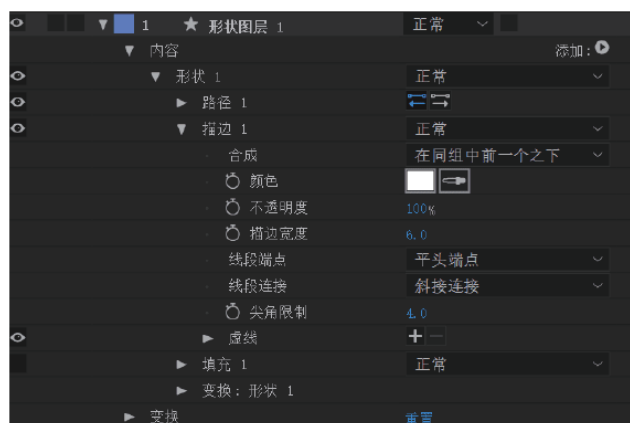 1 ★ 形状图层 1 正常
内容 添加:
形状 1 正常
路径 1
描边 1 正常
合成 在同组中前一个之下
颜色
不透明度 100%
描边宽度 6.0
线段端点 平头端点
线段连接 斜接连接
尖角限制 4.0
虚线
填充 1 正常
变换: 形状 1
变换 重置